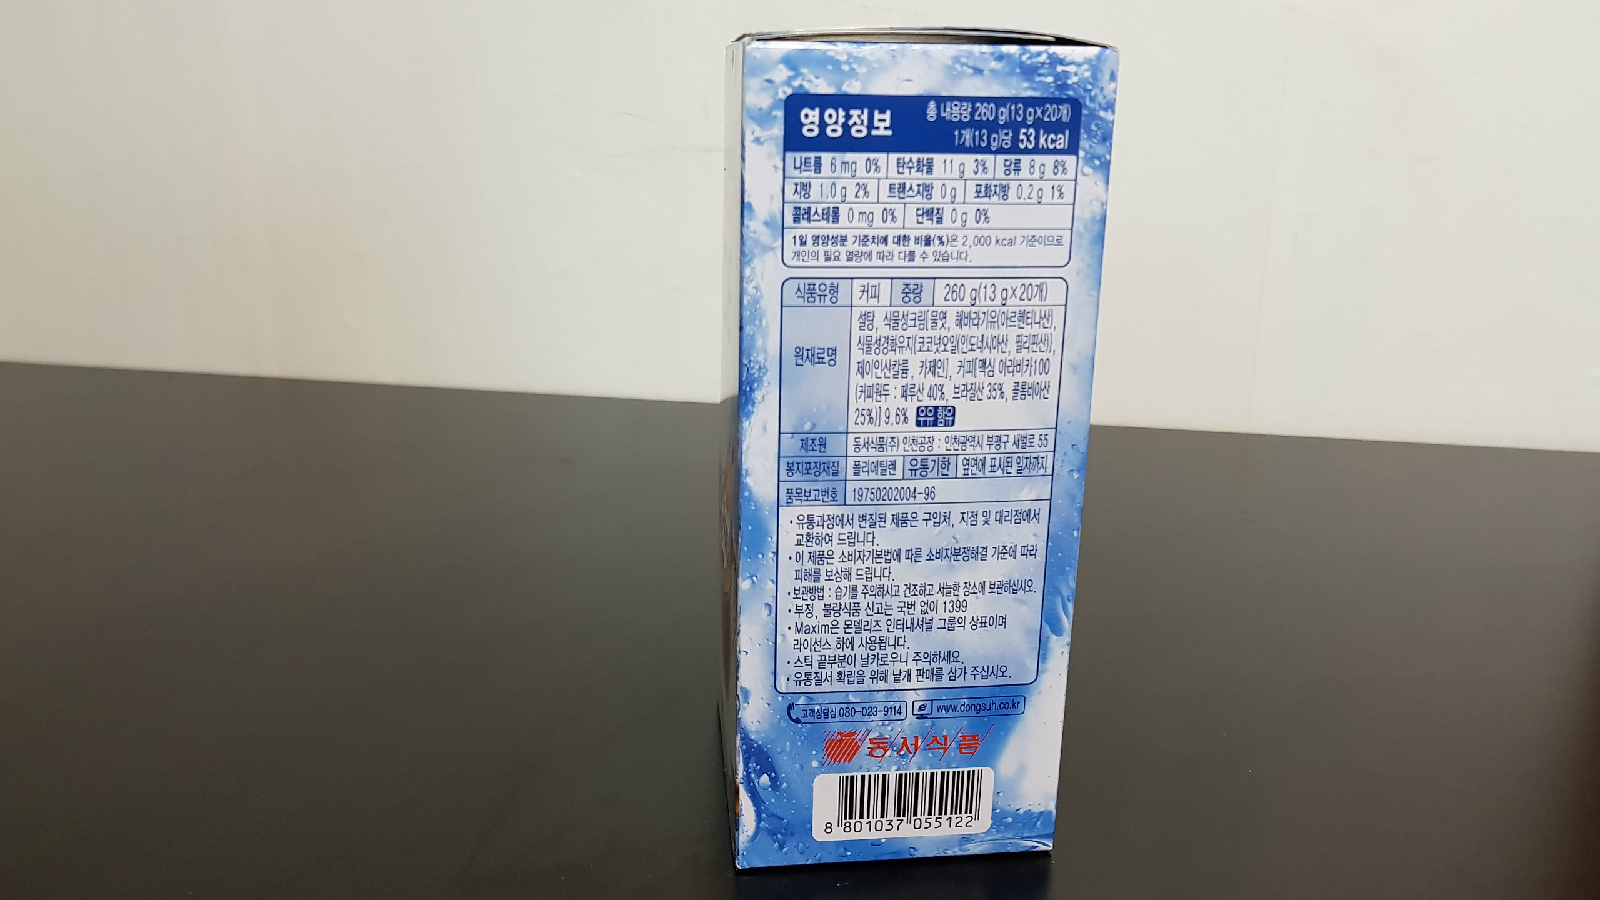 영양정보
총 내용량 260 g(13 g×20개)
1개(13 g)당 53 kcal
나트륨 6 mg 0% 탄수화물 11 g 3% 당류 8 g 8%
지방 1.0 g 2% 트랜스지방 0 g 포화지방 0.2 g 1%
콜레스테롤 0 mg 0% 단백질 0 g 0%
1일 영양성분 기준치에 대한 비율(%)은 2,000 kcal 기준이므로
개인의 필요 열량에 따라 다를 수 있습니다.
식품유형 커피 중량 260 g(13 g×20개)
원재료명
설탕, 식물성크림[물엿, 해바라기유(아르헨티나산),
식물성경화유지{코코넛오일(인도네시아산, 필리핀산)},
제이인산칼륨, 카제인], 커피[맥심 아라비카100
(커피원두 : 페루산 40%, 브라질산 35%, 콜롬비아산
25%)] 9.6% 우유 함유
제조원 동서식품(주) 인천공장 : 인천광역시 부평구 새벌로 55
봉지포장재질 폴리에틸렌 유통기한 옆면에 표시된 일자까지
품목보고번호 19750202004-96
· 유통과정에서 변질된 제품은 구입처, 지점 및 대리점에서
교환하여 드립니다.
· 이 제품은 소비자기본법에 따른 소비자분쟁해결 기준에 따라
피해를 보상해 드립니다.
· 보관방법 : 습기를 주의하시고 건조하고 서늘한 장소에 보관하십시오.
· 부정, 불량식품 신고는 국번 없이 1399
· Maxim은 몬델리즈 인터내셔널 그룹의 상표이며
라이선스 하에 사용됩니다.
· 스틱 끝부분이 날카로우니 주의하세요.
· 유통질서 확립을 위해 낱개 판매를 삼가 주십시오.
고객상담실 080-023-9114 www.dongsuh.co.kr
동서식품
8 801037 055122